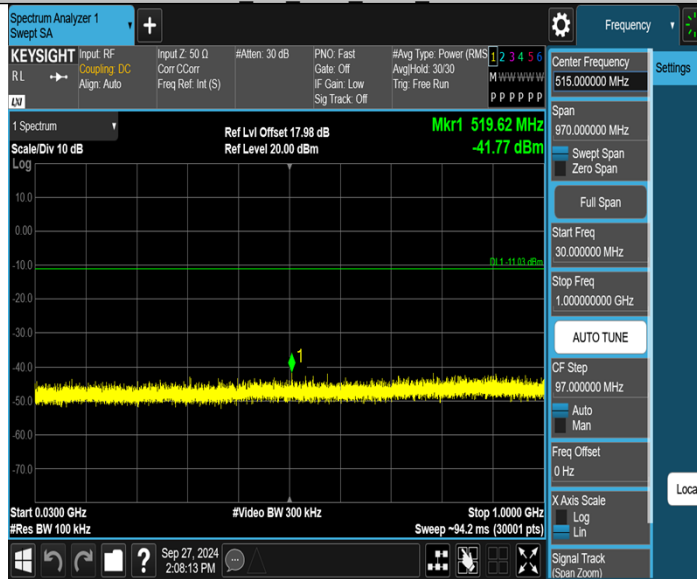 Spectrum Analyzer 1
Swept SA
Frequency
KEYSIGHT
RL
LXI
Input: RF
Coupling: DC
Align: Auto
Input Z: 50 Ω
Corr CCorr
Freq Ref: Int (S)
#Atten: 30 dB
PNO: Fast
Gate: Off
IF Gain: Low
Sig Track: Off
#Avg Type: Power (RMS
Avg|Hold: 30/30
Trig: Free Run
1 2 3 4 5 6
M W W W W W
P P P P P P
1 Spectrum
Scale/Div 10 dB
Log
Ref Lvl Offset 17.98 dB
Ref Level 20.00 dBm
Mkr1 519.62 MHz
-41.77 dBm
10.0
0.00
-10.0
DL1 -11.03 dBm
-20.0
-30.0
1
-40.0
-50.0
-60.0
-70.0
Start 0.0300 GHz
#Res BW 100 kHz
#Video BW 300 kHz
Stop 1.0000 GHz
Sweep ~94.2 ms (30001 pts)
?
Sep 27, 2024
2:08:13 PM
Center Frequency
515.000000 MHz
Settings
Span
970.000000 MHz
Swept Span
Zero Span
Full Span
Start Freq
30.000000 MHz
Stop Freq
1.000000000 GHz
AUTO TUNE
CF Step
97.000000 MHz
Auto
Man
Freq Offset
0 Hz
Loca
X Axis Scale
Log
Lin
Signal Track
(Span Zoom)